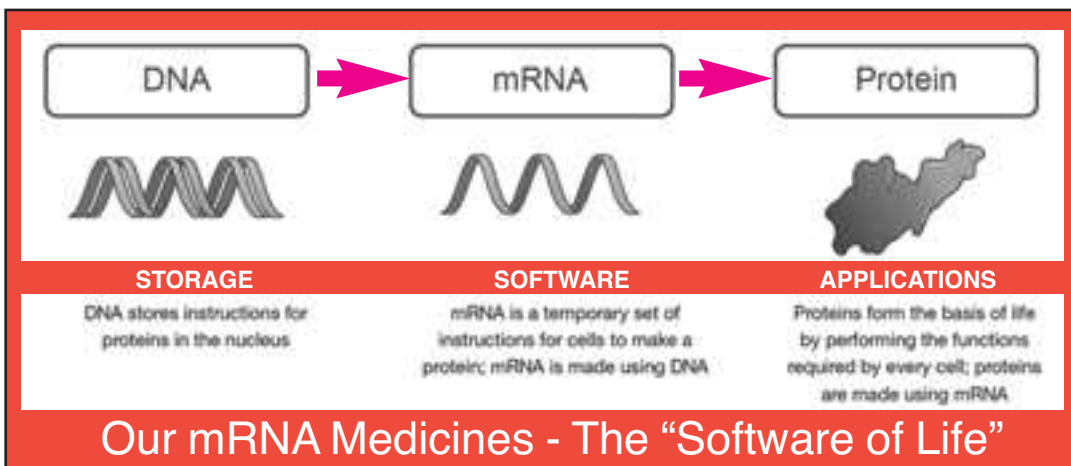 DNA
mRNA
Protein
STORAGE
SOFTWARE
APPLICATIONS
DNA stores instructions for
proteins in the nucleus
mRNA is a temporary set of
instructions for cells to make a
protein; mRNA is made using DNA
Proteins form the basis of life
by performing the functions
required by every cell; proteins
are made using mRNA
Our mRNA Medicines - The “Software of Life”